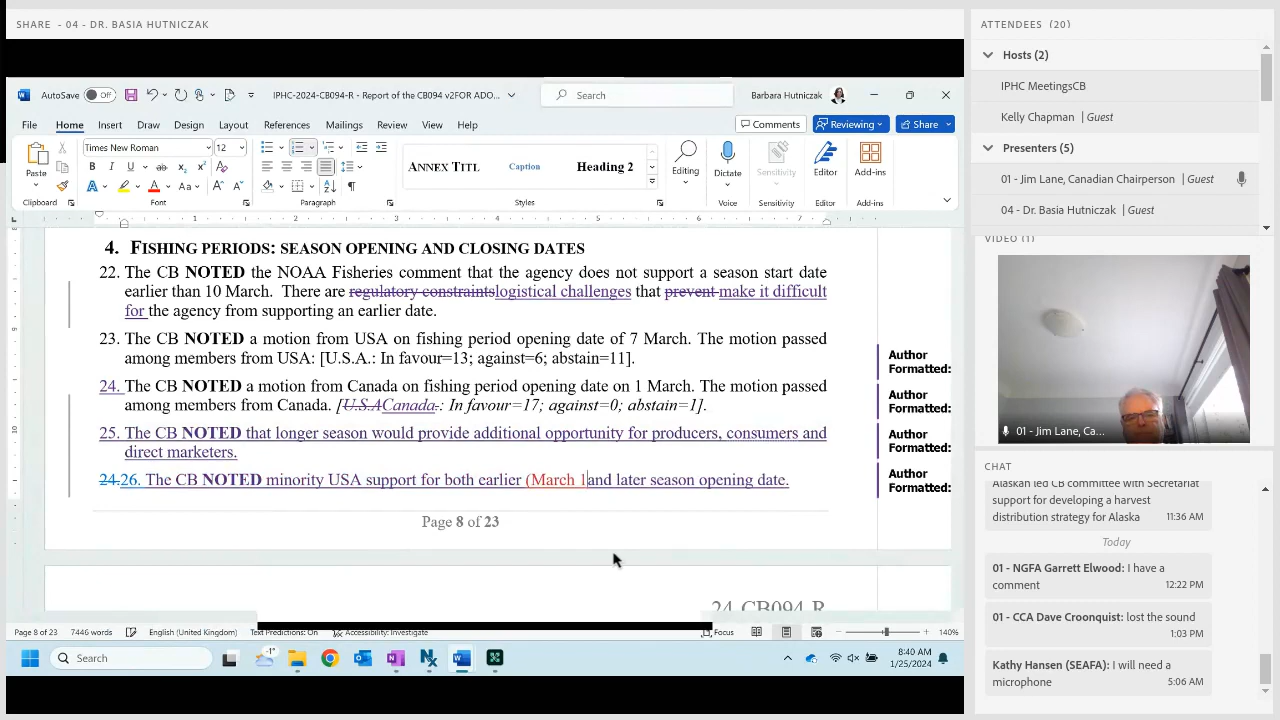 SHARE - 04 - DR. BASIA HUTNICZAK
AutoSave Off
IPHC-2024-CB094-R - Report of the CB094 v2FOR ADO...
Search
Barbara Hutniczak
File Home Insert Draw Design Layout References Mailings Review View Help
Comments Reviewing Share
Times New Roman 12
Paste
B I U ab x₂ x²
A Aa A A
ANNEX TITL Caption Heading 2
Editing Dictate Sensitivity Editor Add-ins
Clipboard Font Paragraph Styles Voice Sensitivity Editor Add-ins
1 2 3 4 5 6 7
4. FISHING PERIODS: SEASON OPENING AND CLOSING DATES
22. The CB NOTED the NOAA Fisheries comment that the agency does not support a season start date
earlier than 10 March. There are regulatory constraintslogistical challenges that prevent make it difficult
for the agency from supporting an earlier date.
23. The CB NOTED a motion from USA on fishing period opening date of 7 March. The motion passed
among members from USA: [U.S.A.: In favour=13; against=6; abstain=11].
24. The CB NOTED a motion from Canada on fishing period opening date on 1 March. The motion passed
among members from Canada. [U.S.ACanada.: In favour=17; against=0; abstain=1].
25. The CB NOTED that longer season would provide additional opportunity for producers, consumers and
direct marketers.
24.26. The CB NOTED minority USA support for both earlier (March 1and later season opening date.
Author
Formatted:
Author
Formatted:
Author
Formatted:
Author
Formatted:
Page 8 of 23
24-CB094-R
Page 8 of 23 7446 words English (United Kingdom) Text Predictions: On Accessibility: Investigate Focus 140%
Search
-1°
8:40 AM
1/25/2024
ATTENDEES (20)
Hosts (2)
IPHC MeetingsCB
Kelly Chapman | Guest
Presenters (5)
01 - Jim Lane, Canadian Chairperson | Guest
04 - Dr. Basia Hutniczak | Guest
VIDEO (1)
01 - Jim Lane, Ca...
CHAT
Alaskan led CB committee with Secretariat
support for developing a harvest
distribution strategy for Alaska 11:36 AM
Today
01 - NGFA Garrett Elwood: I have a
comment 12:22 PM
01 - CCA Dave Croonquist: lost the
sound 1:03 PM
Kathy Hansen (SEAFA): I will need
microphone 5:06 AM